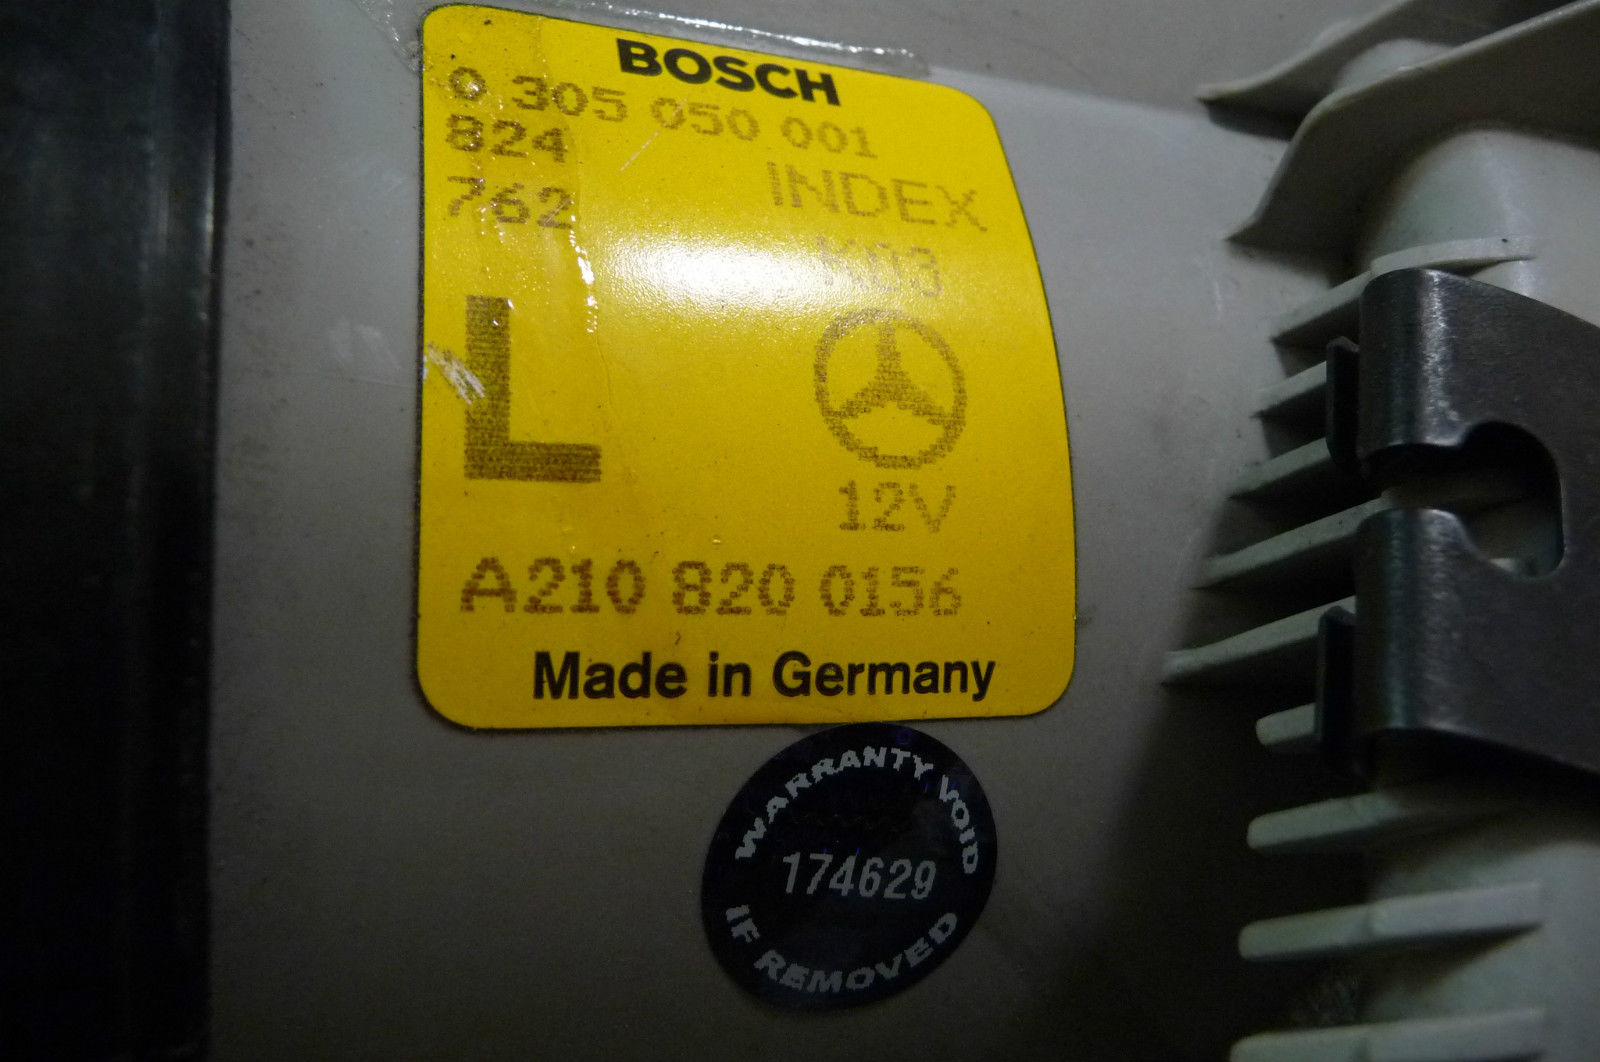 BOSCH
0 305 050 001
824
INDEX
762
K03
L
12V
A210 820 0156
Made in Germany
WARRANTY VOID
174629
IF REMOVED